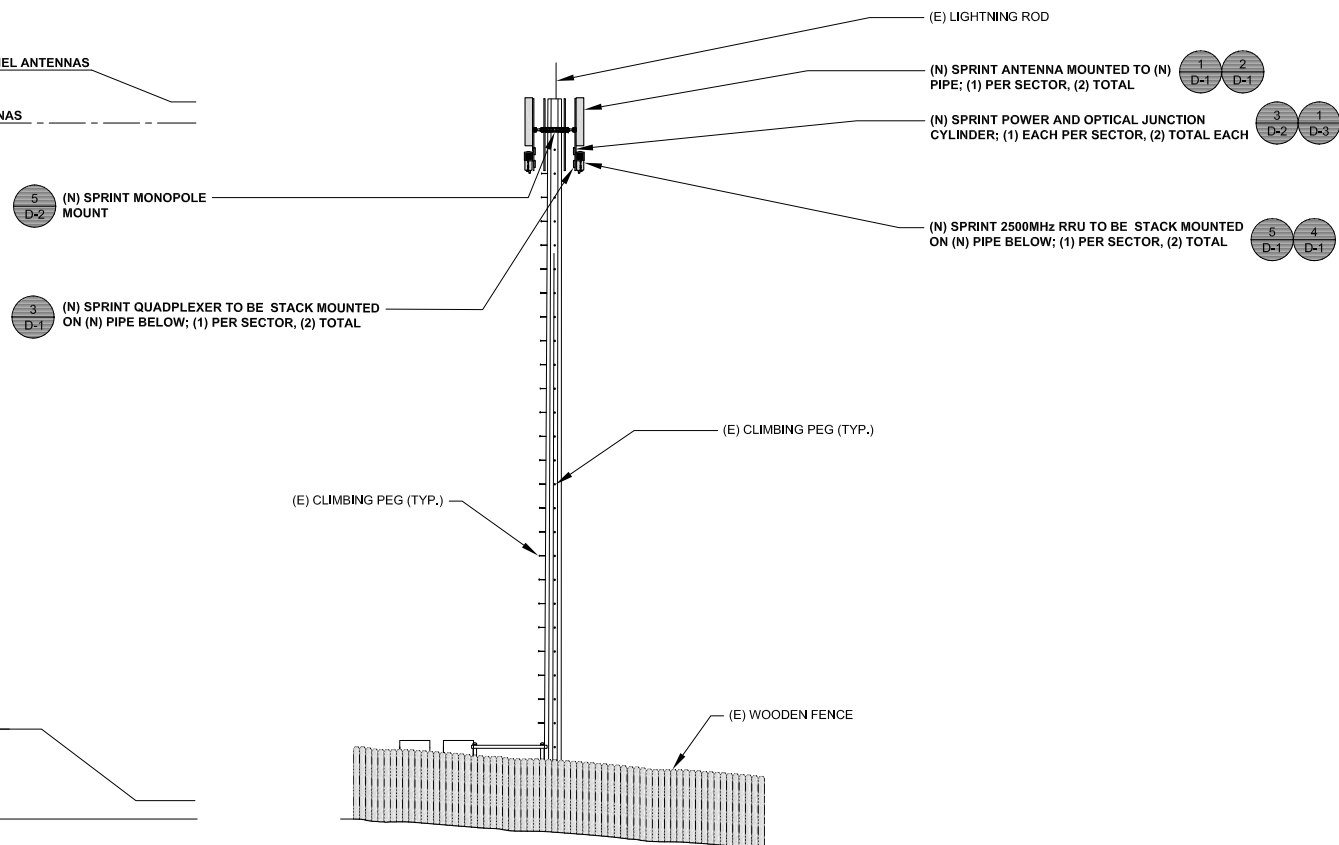 (E) LIGHTNING ROD
EL ANTENNAS
(N) SPRINT ANTENNA MOUNTED TO (N)
PIPE; (1) PER SECTOR, (2) TOTAL
1
D-1
2
D-1
NAS
(N) SPRINT POWER AND OPTICAL JUNCTION
CYLINDER; (1) EACH PER SECTOR, (2) TOTAL EACH
3
D-2
1
D-3
5
D-2
(N) SPRINT MONOPOLE
MOUNT
(N) SPRINT 2500MHz RRU TO BE STACK MOUNTED
ON (N) PIPE BELOW; (1) PER SECTOR, (2) TOTAL
5
D-1
4
D-1
3
D-1
(N) SPRINT QUADPLEXER TO BE STACK MOUNTED
ON (N) PIPE BELOW; (1) PER SECTOR, (2) TOTAL
(E) CLIMBING PEG (TYP.)
(E) CLIMBING PEG (TYP.)
(E) WOODEN FENCE